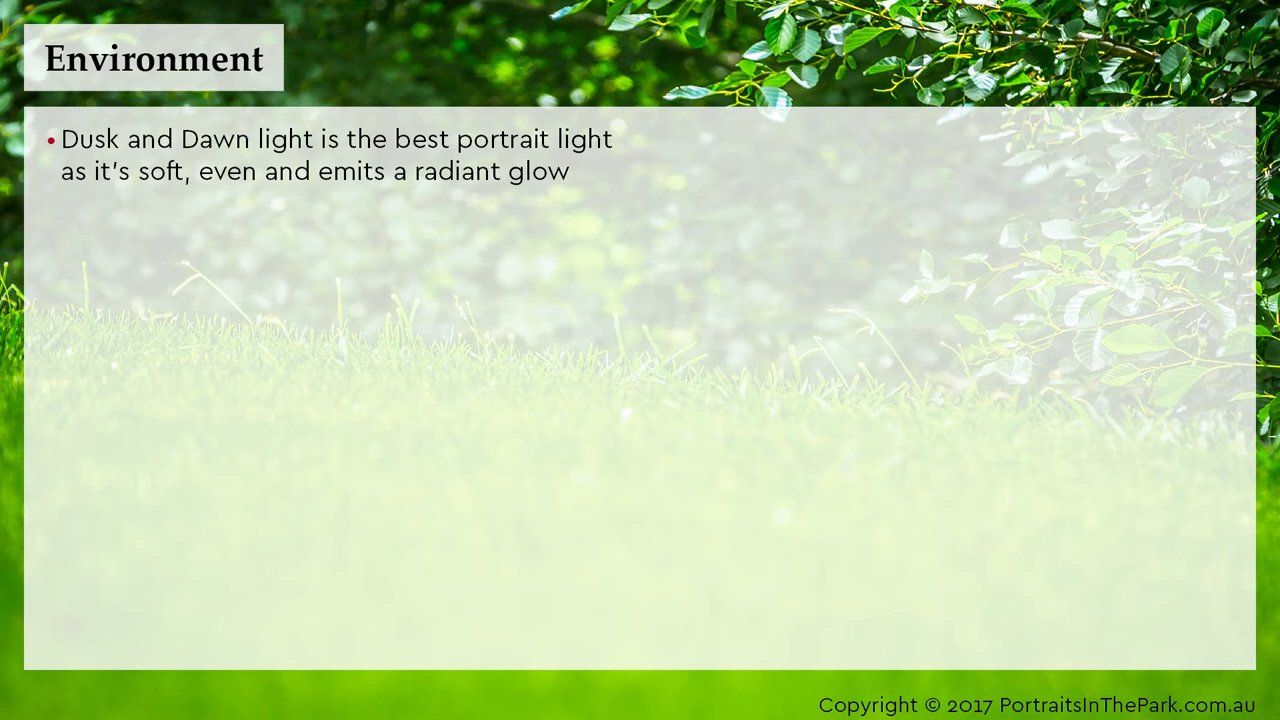 Environment
• Dusk and Dawn light is the best portrait light
as it's soft, even and emits a radiant glow
Copyright © 2017 PortraitsInThePark.com.au